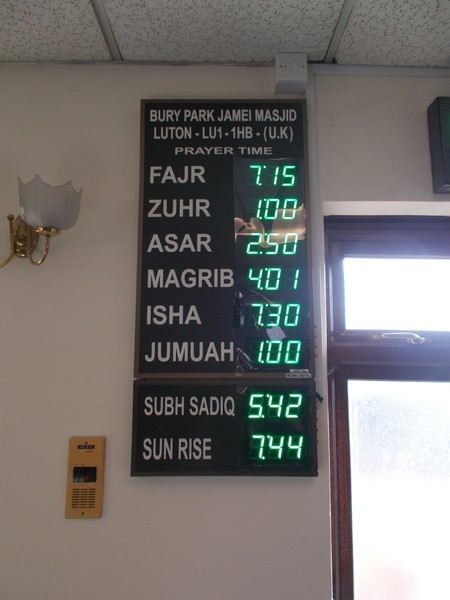 BURY PARK JAMEI MASJID
LUTON - LU1 - 1HB - (U.K)
PRAYER TIME
FAJR 7.15
ZUHR 1.00
ASAR 2.50
MAGRIB 4.01
ISHA 7.30
JUMUAH 1.00
SUBH SADIQ 5.42
SUN RISE 7.44